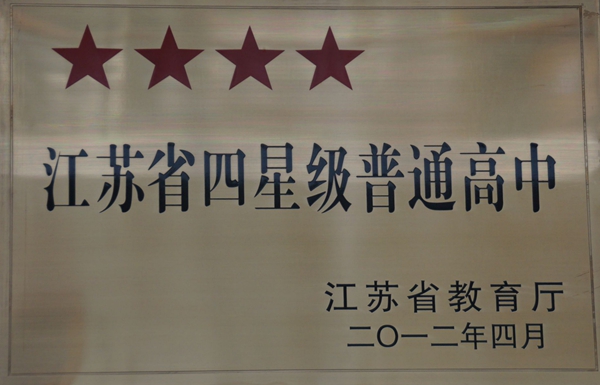 江苏省四星级普通高中
江苏省教育厅
二〇一二年四月